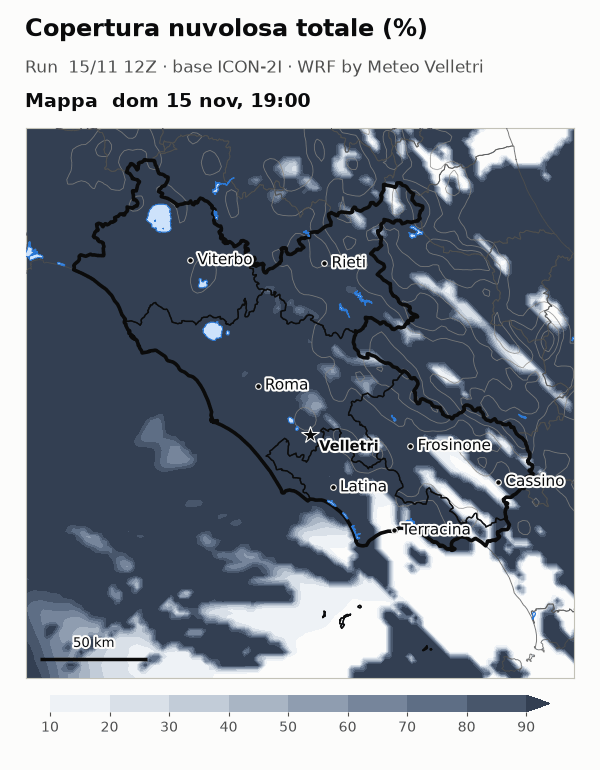 Copertura nuvolosa totale (%)
Run 15/11 12Z · base ICON-2I · WRF by Meteo Velletri
Mappa dom 15 nov, 19:00
Viterbo
Rieti
Roma
Velletri
Frosinone
Latina
Cassino
Terracina
50 km
10 20 30 40 50 60 70 80 90